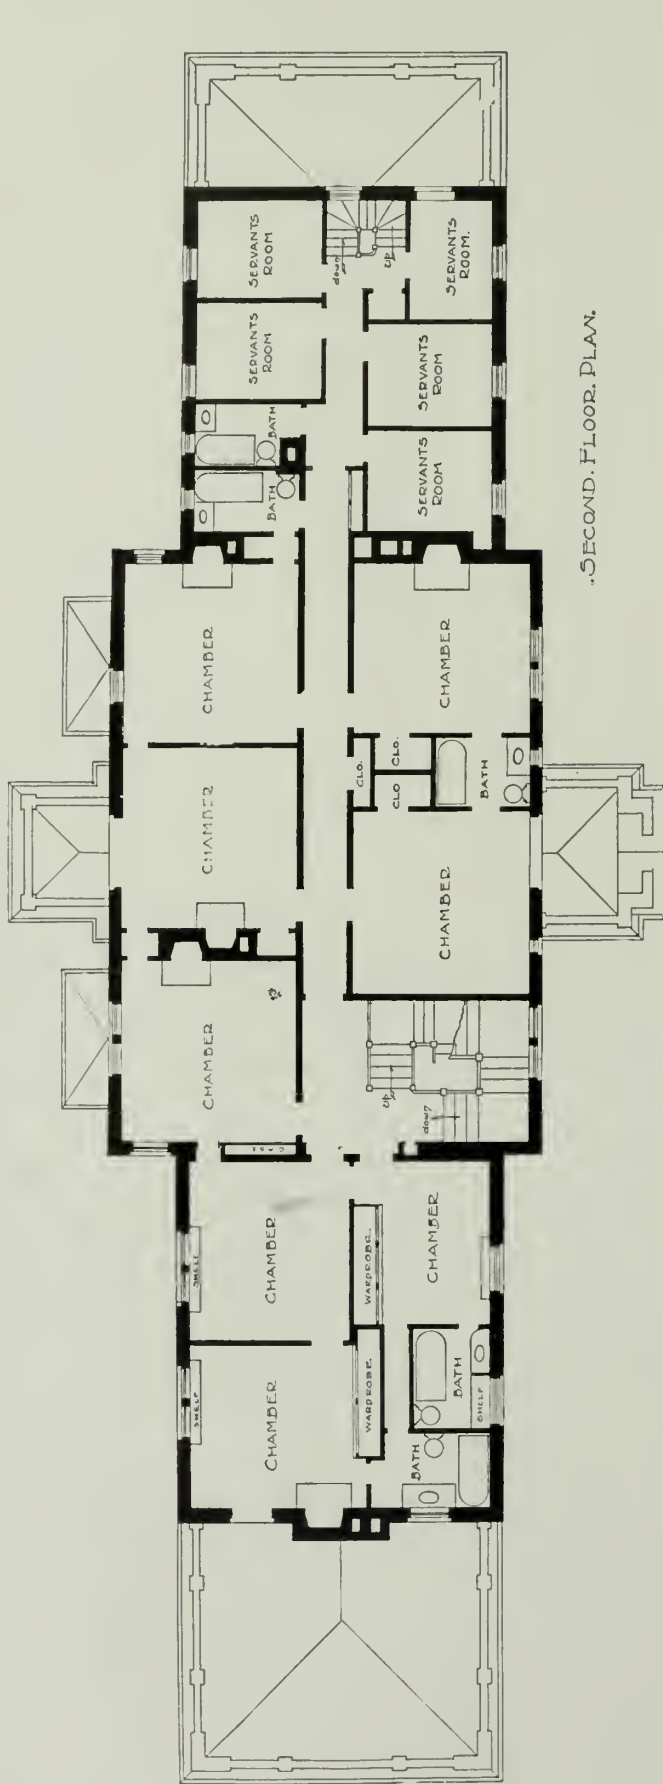 SERVANTS
ROOM
down
UP
SERVANTS
ROOM.
SERVANTS
ROOM
SERVANTS
ROOM
BATH
SERVANTS
ROOM
BATH
.SECOND. FLOOR. PLAN.
CHAMBER
CHAMBER
CLO.
CLO.
CLO
BATH
CHAMBER
CHAMBER
CHAMBER
UP
down
CHAMBER
SHELF
WARDROBE.
CHAMBER
CHAMBER
SHELF
WARDROBE
BATH
SHELF
BATH